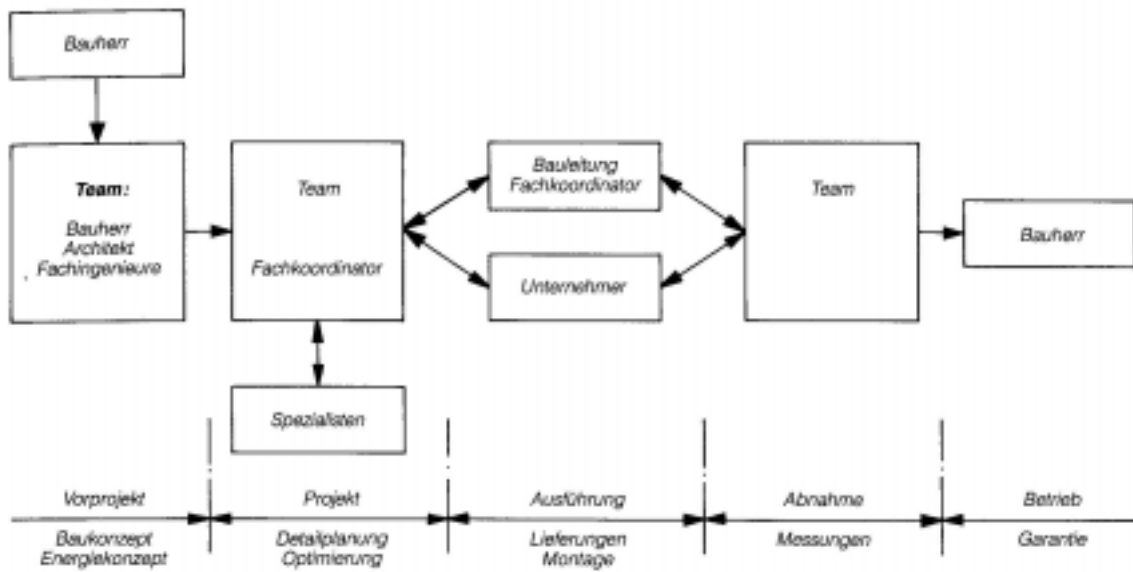 Bauherr
Team:
Bauherr
Architekt
Fachingenieure
Team
Fachkoordinator
Spezialisten
Bauleitung
Fachkoordinator
Unternehmer
Team
Bauherr
Vorprojekt
Projekt
Ausführung
Abnahme
Betrieb
Baukonzept
Energiekonzept
Detailplanung
Optimierung
Lieferungen
Montage
Messungen
Garantie